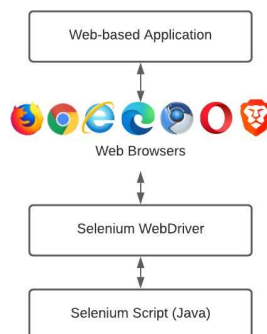 Web-based Application
Web Browsers
Selenium WebDriver
Selenium Script (Java)